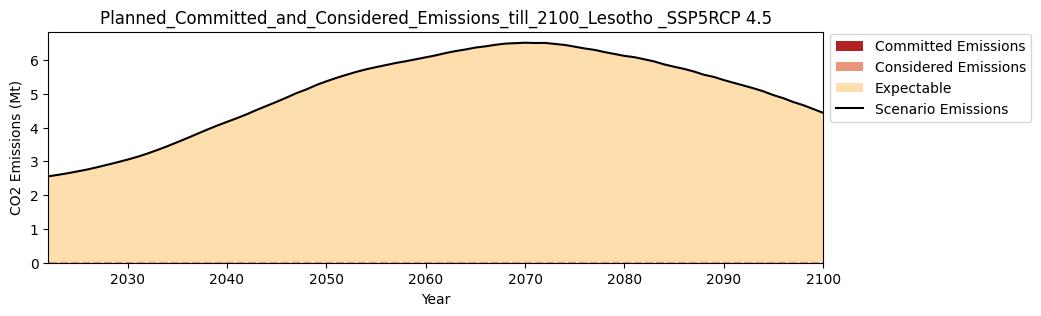 Planned_Committed_and_Considered_Emissions_till_2100_Lesotho _SSP5RCP 4.5
Committed Emissions
Considered Emissions
Expectable
Scenario Emissions
CO2 Emissions (Mt)
6
5
4
3
2
1
0
2030 2040 2050 2060 2070 2080 2090 2100
Year